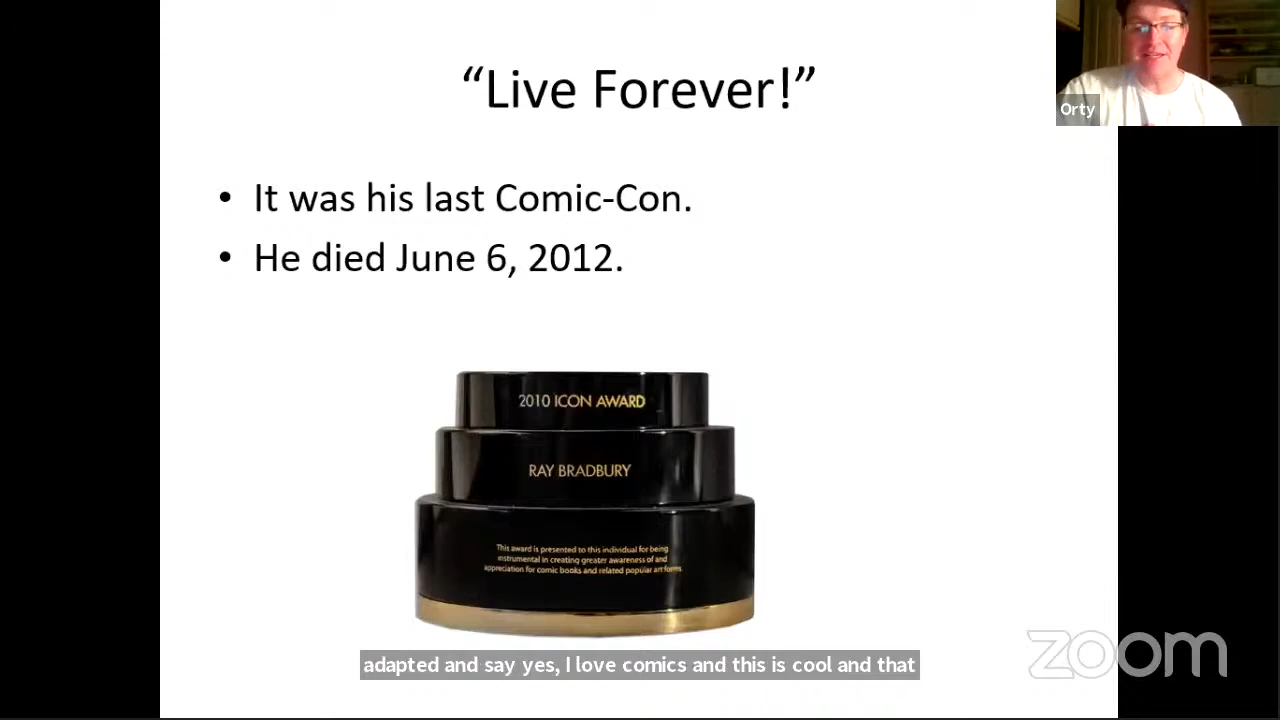 “Live Forever!”
Orty
• It was his last Comic-Con.
• He died June 6, 2012.
2010 ICON AWARD
RAY BRADBURY
This award is presented to this individual for being
instrumental in creating greater awareness of and
appreciation for comic books and related popular art forms.
adapted and say yes, I love comics and this is cool and that
zoom